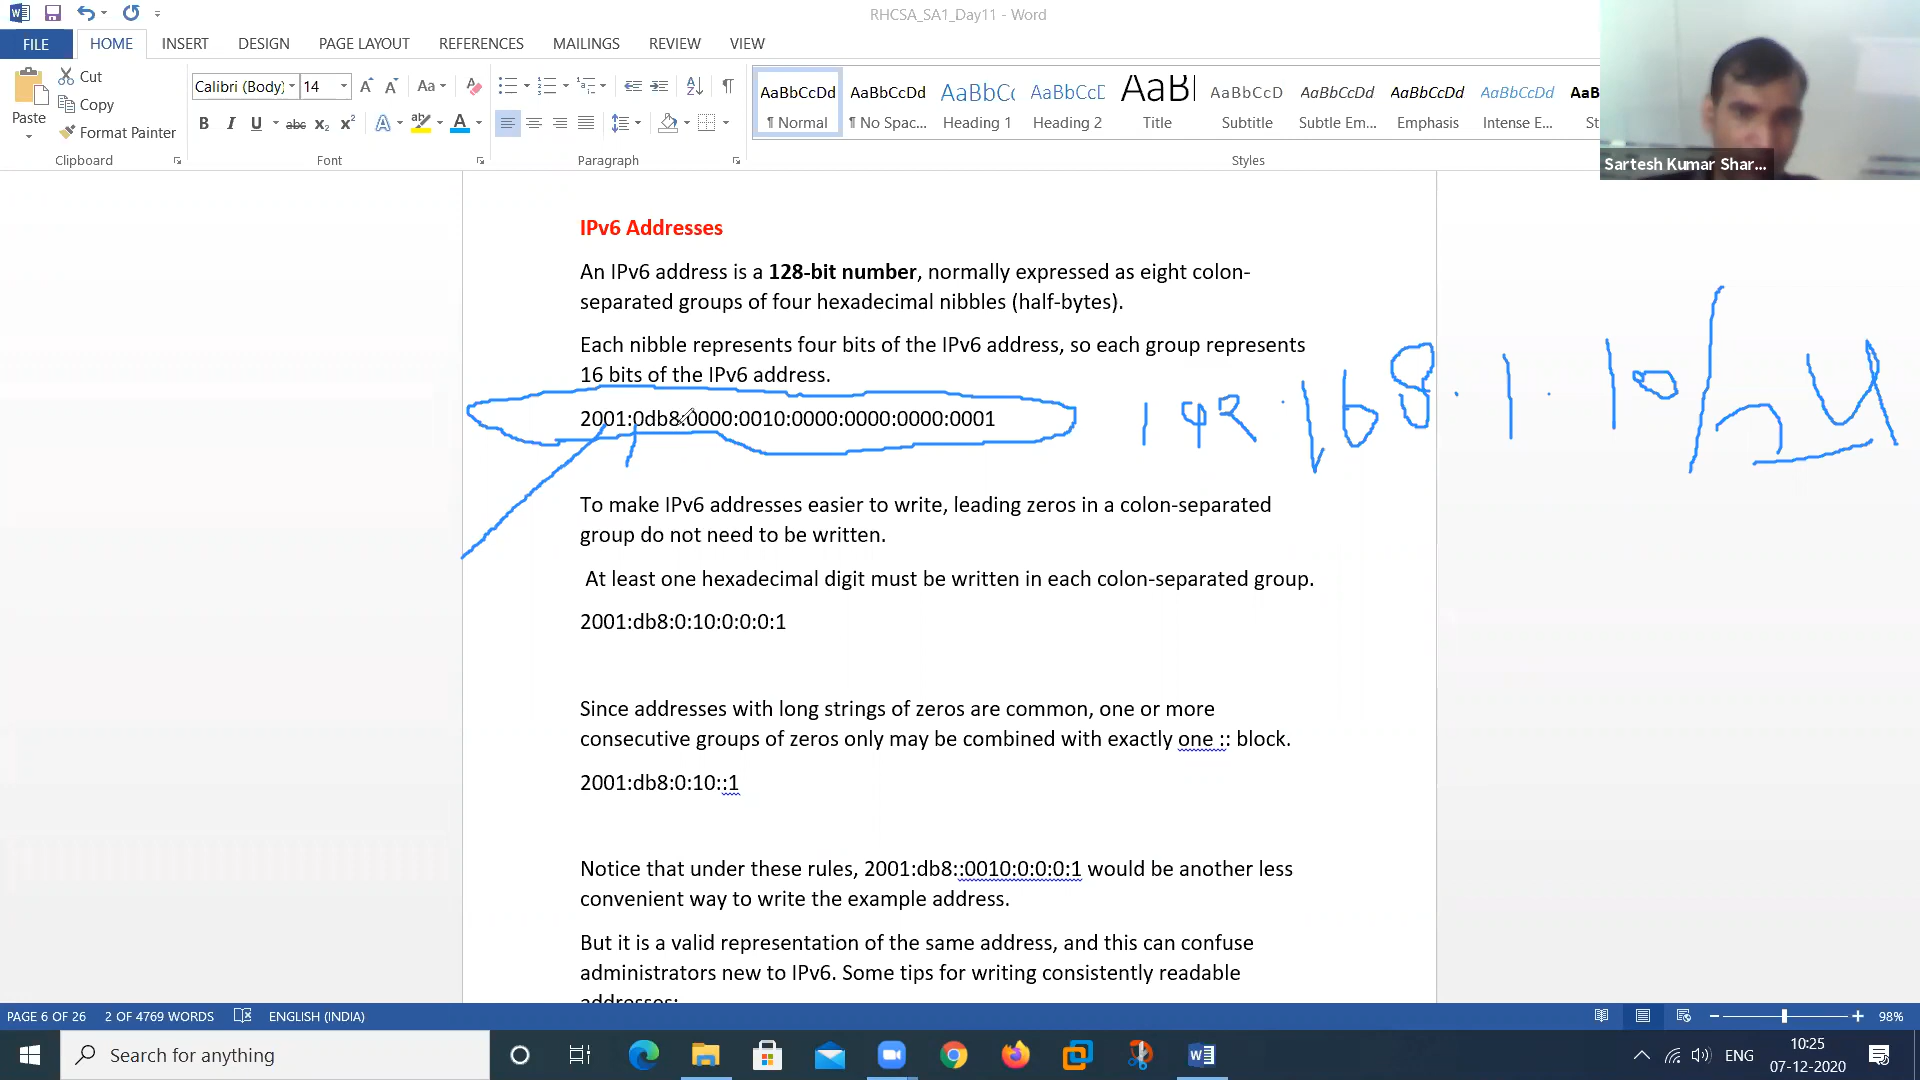 RHCSA_SA1_Day11 - Word
FILE HOME INSERT DESIGN PAGE LAYOUT REFERENCES MAILINGS REVIEW VIEW
Paste
Cut
Copy
Format Painter
Calibri (Body) 14
Aa
B I U abc X₂ X² A A
AaBbCcDd AaBbCcDd AaBbCc AaBbCcC AaBl AaBbCcD AaBbCcDd AaBbCcDd AaBbCcDd AaB
¶ Normal ¶ No Spac... Heading 1 Heading 2 Title Subtitle Subtle Em... Emphasis Intense E... St
Clipboard Font Paragraph Styles
Sartesh Kumar Shar...
IPv6 Addresses
An IPv6 address is a 128-bit number, normally expressed as eight colon-
separated groups of four hexadecimal nibbles (half-bytes).
Each nibble represents four bits of the IPv6 address, so each group represents
16 bits of the IPv6 address.
2001:0db8:0000:0010:0000:0000:0000:0001
192.168.1.10/24
To make IPv6 addresses easier to write, leading zeros in a colon-separated
group do not need to be written.
At least one hexadecimal digit must be written in each colon-separated group.
2001:db8:0:10:0:0:0:1
Since addresses with long strings of zeros are common, one or more
consecutive groups of zeros only may be combined with exactly one :: block.
2001:db8:0:10::1
Notice that under these rules, 2001:db8::0010:0:0:0:1 would be another less
convenient way to write the example address.
But it is a valid representation of the same address, and this can confuse
administrators new to IPv6. Some tips for writing consistently readable
addresses:
PAGE 6 OF 26 2 OF 4769 WORDS ENGLISH (INDIA) 98%
Search for anything
ENG
10:25
07-12-2020